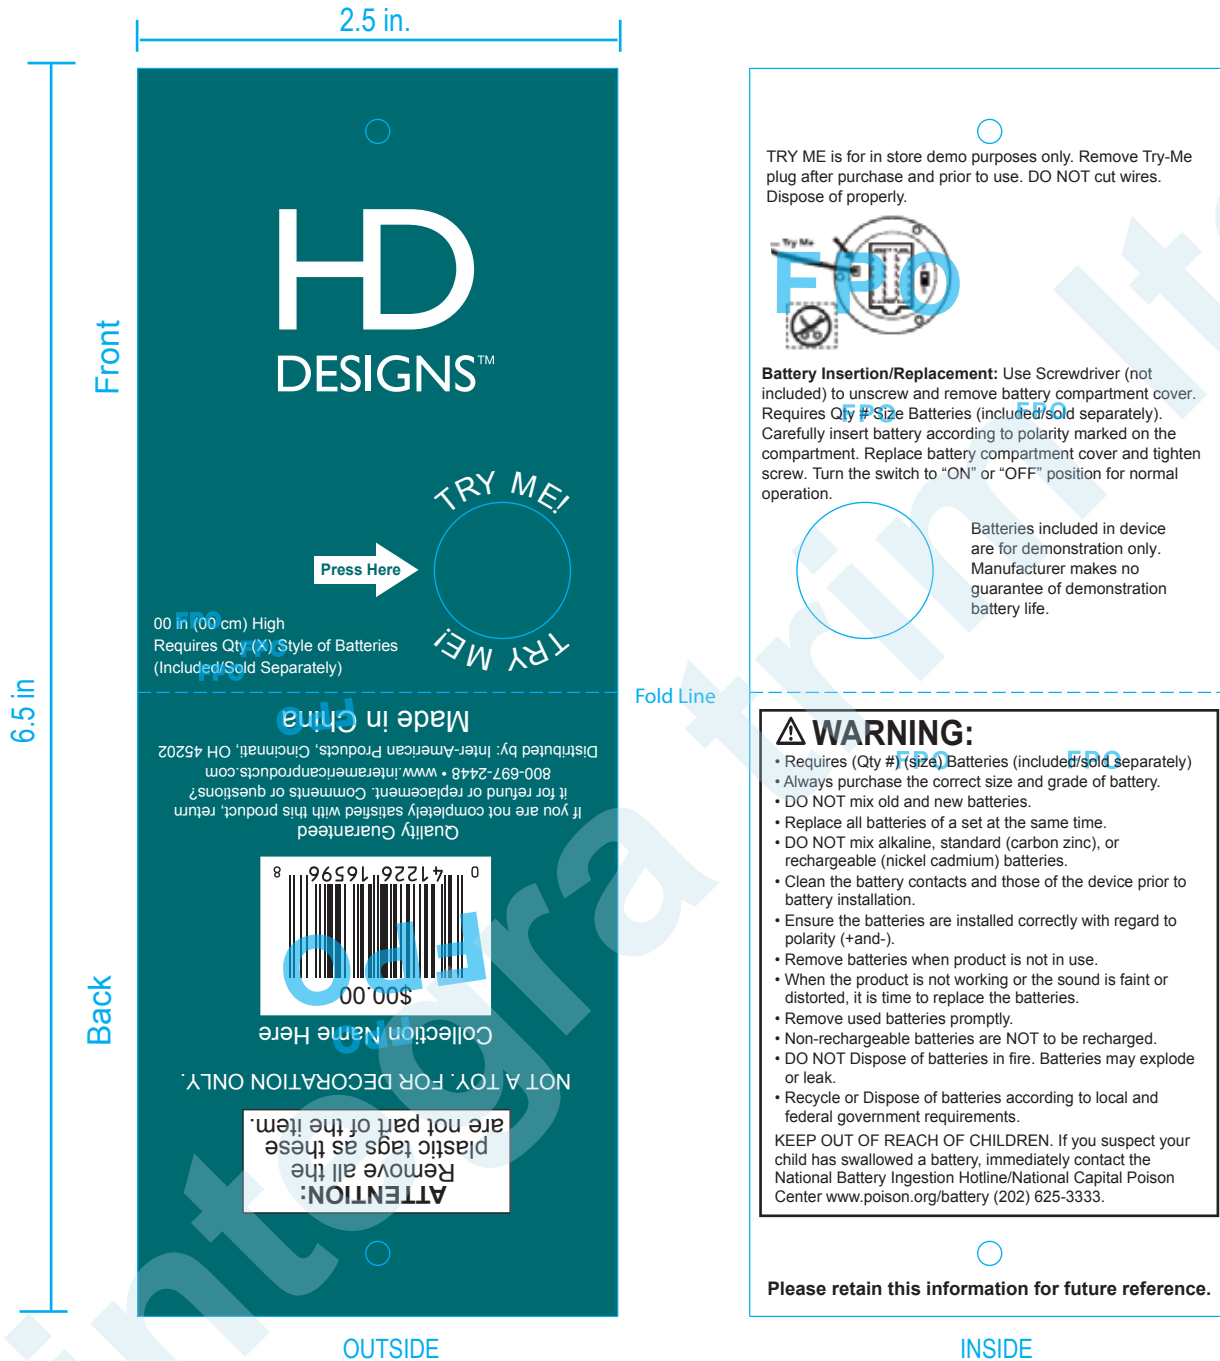 2.5 in.
6.5 in
Front
Back
HD
DESIGNS™
TRY ME!
Press Here
TRY ME!
00 in (00 cm) High
FPO
Requires Qty (X) Style of Batteries
FPO
(Included/Sold Separately)
FPO
Fold Line
ATTENTION:
Remove all the
plastic tags as these
are not part of the item.
NOT A TOY. FOR DECORATION ONLY.
Collection Name Here
FPO
$00.00
FPO
0 41226 16596 8
Quality Guaranteed
If you are not completely satisfied with this product, return
it for refund or replacement. Comments or questions?
800-697-2448 • www.interamericanproducts.com
Distributed by: Inter-American Products, Cincinnati, OH 45202
Made in China
FPO
OUTSIDE
TRY ME is for in store demo purposes only. Remove Try-Me
plug after purchase and prior to use. DO NOT cut wires.
Dispose of properly.
Try Me
FPO
Battery Insertion/Replacement: Use Screwdriver (not
included) to unscrew and remove battery compartment cover.
Requires Qty # Size Batteries (included/sold separately).
FPO FPO
Carefully insert battery according to polarity marked on the
compartment. Replace battery compartment cover and tighten
screw. Turn the switch to “ON” or “OFF” position for normal
operation.
Batteries included in device
are for demonstration only.
Manufacturer makes no
guarantee of demonstration
battery life.
WARNING:
FPO FPO
• Requires (Qty #) (size) Batteries (included/sold separately)
• Always purchase the correct size and grade of battery.
• DO NOT mix old and new batteries.
• Replace all batteries of a set at the same time.
• DO NOT mix alkaline, standard (carbon zinc), or
rechargeable (nickel cadmium) batteries.
• Clean the battery contacts and those of the device prior to
battery installation.
• Ensure the batteries are installed correctly with regard to
polarity (+and-).
• Remove batteries when product is not in use.
• When the product is not working or the sound is faint or
distorted, it is time to replace the batteries.
• Remove used batteries promptly.
• Non-rechargeable batteries are NOT to be recharged.
• DO NOT Dispose of batteries in fire. Batteries may explode
or leak.
• Recycle or Dispose of batteries according to local and
federal government requirements.
KEEP OUT OF REACH OF CHILDREN. If you suspect your
child has swallowed a battery, immediately contact the
National Battery Ingestion Hotline/National Capital Poison
Center www.poison.org/battery (202) 625-3333.
Please retain this information for future reference.
INSIDE
integra trim lt